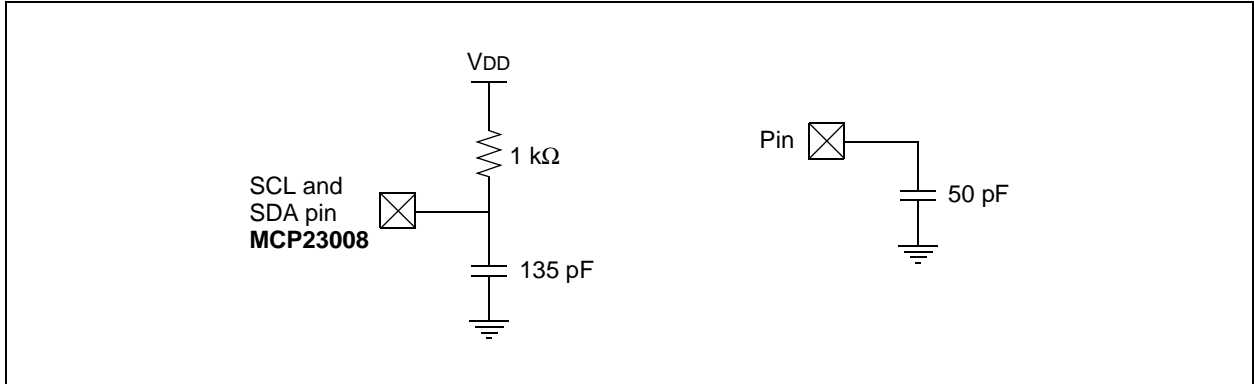 VDD
1 kΩ
SCL and
SDA pin
MCP23008
135 pF
Pin
50 pF